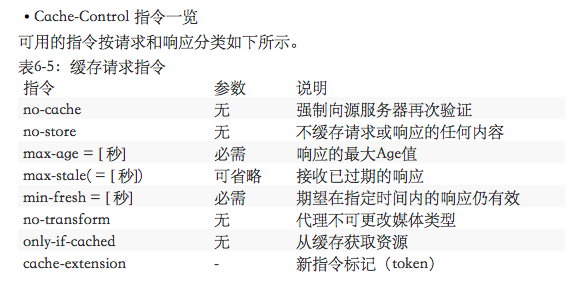 •Cache-Control 指令一览
可用的指令按请求和响应分类如下所示。
表6-5：缓存请求指令
指令 参数 说明
no-cache 无 强制向源服务器再次验证
no-store 无 不缓存请求或响应的任何内容
max-age = [ 秒] 必需 响应的最大Age值
max-stale( = [ 秒]) 可省略 接收已过期的响应
min-fresh = [ 秒] 必需 期望在指定时间内的响应仍有效
no-transform 无 代理不可更改媒体类型
only-if-cached 无 从缓存获取资源
cache-extension - 新指令标记（token）